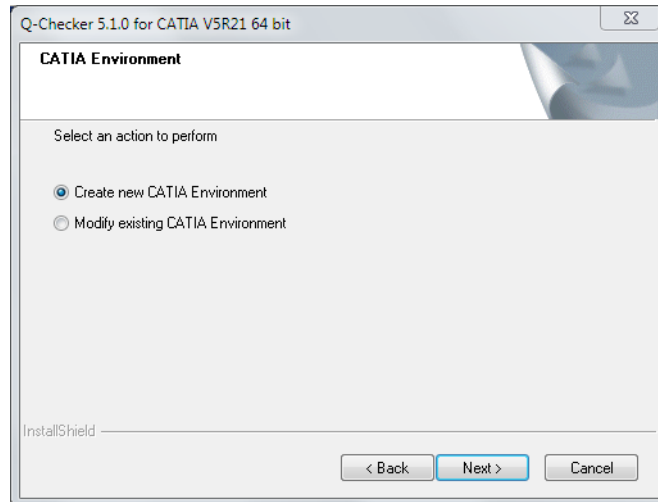 Q-Checker 5.1.0 for CATIA V5R21 64 bit
CATIA Environment
Select an action to perform
Create new CATIA Environment
Modify existing CATIA Environment
InstallShield
< Back Next > Cancel